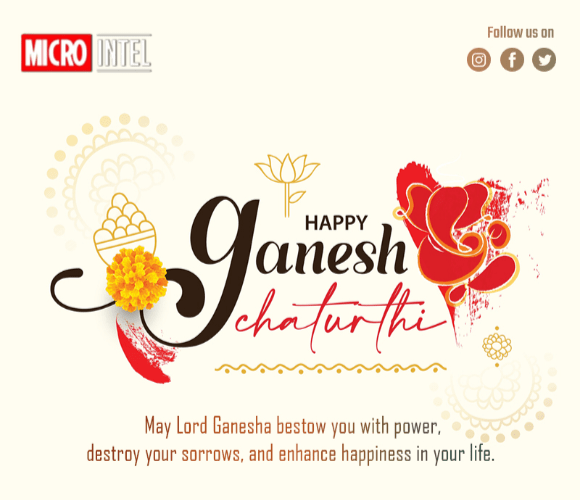 MICRO INTEL
Follow us on
HAPPY
ganesh
chaturthi
May Lord Ganesha bestow you with power,
destroy your sorrows, and enhance happiness in your life.